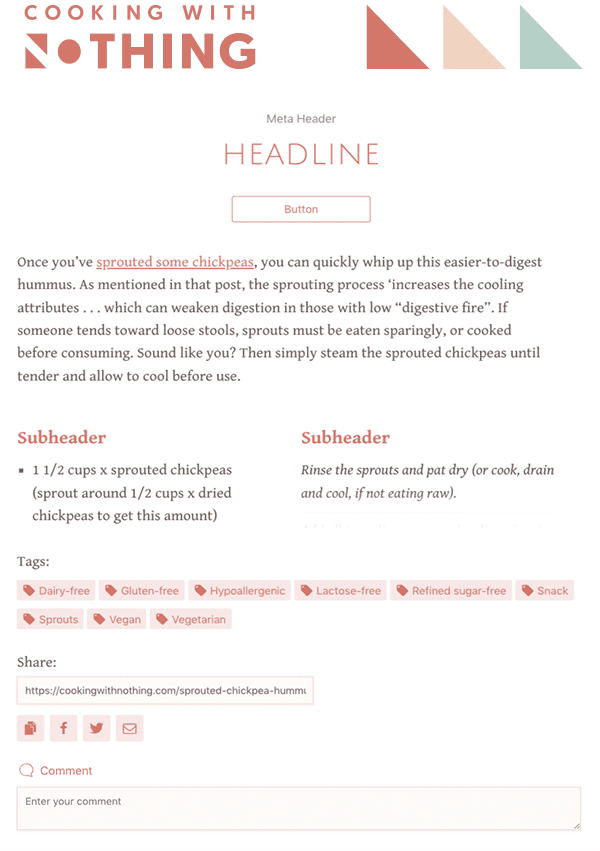 COOKING WITH
NOTHING
Meta Header
HEADLINE
Button
Once you've sprouted some chickpeas, you can quickly whip up this easier-to-digest
hummus. As mentioned in that post, the sprouting process ‘increases the cooling
attributes . . . which can weaken digestion in those with low “digestive fire”. If
someone tends toward loose stools, sprouts must be eaten sparingly, or cooked
before consuming. Sound like you? Then simply steam the sprouted chickpeas until
tender and allow to cool before use.
Subheader
▪ 1 1/2 cups x sprouted chickpeas
(sprout around 1/2 cups x dried
chickpeas to get this amount)
Subheader
Rinse the sprouts and pat dry (or cook, drain
and cool, if not eating raw).
Tags:
Dairy-free Gluten-free Hypoallergenic Lactose-free Refined sugar-free Snack
Sprouts Vegan Vegetarian
Share:
https://cookingwithnothing.com/sprouted-chickpea-hummu
Comment
Enter your comment